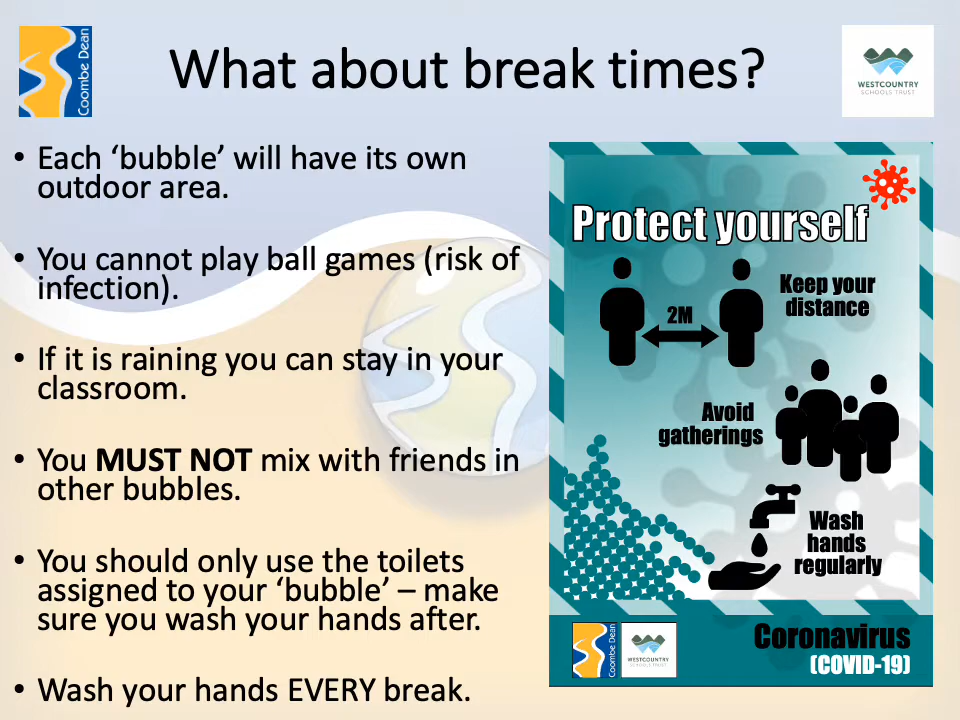 Coombe Dean
What about break times?
WESTCOUNTRY
SCHOOLS TRUST
• Each ‘bubble’ will have its own
outdoor area.
• You cannot play ball games (risk of
infection).
• If it is raining you can stay in your
classroom.
• You MUST NOT mix with friends in
other bubbles.
• You should only use the toilets
assigned to your ‘bubble’ – make
sure you wash your hands after.
• Wash your hands EVERY break.
Protect yourself
Keep your
distance
2M
Avoid
gatherings
Wash
hands
regularly
Coombe Dean
WESTCOUNTRY
SCHOOLS TRUST
Coronavirus
(COVID-19)